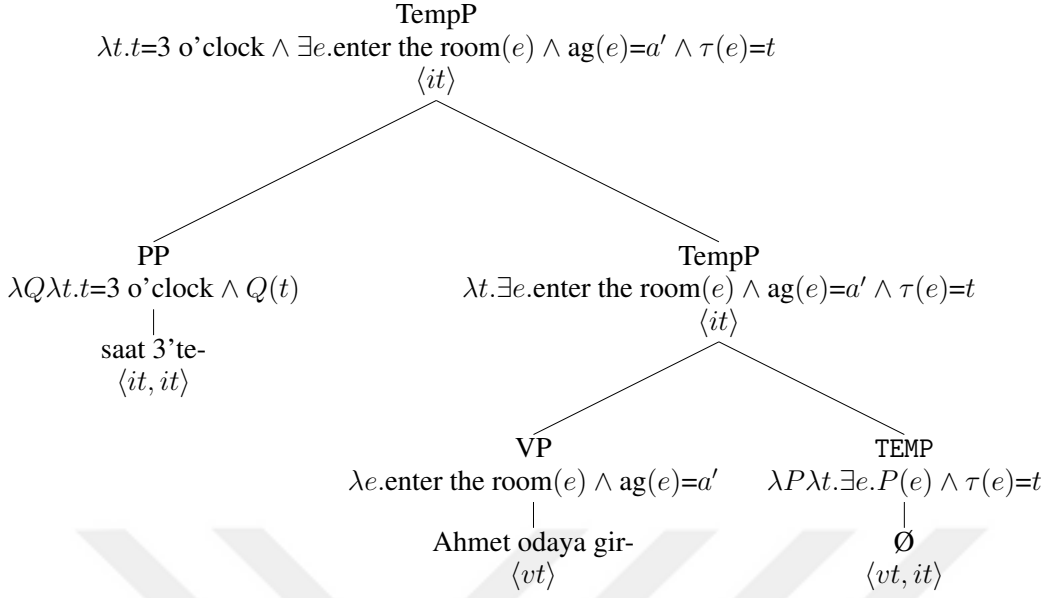 TempP
λt.t=3 o'clock ∧ ∃e.enter the room(e) ∧ ag(e)=a′ ∧ τ(e)=t
⟨it⟩
PP
λQλt.t=3 o'clock ∧ Q(t)
saat 3'te-
⟨it, it⟩
TempP
λt.∃e.enter the room(e) ∧ ag(e)=a′ ∧ τ(e)=t
⟨it⟩
VP
λe.enter the room(e) ∧ ag(e)=a′
Ahmet odaya gir-
⟨vt⟩
TEMP
λPλt.∃e.P(e) ∧ τ(e)=t
Ø
⟨vt, it⟩